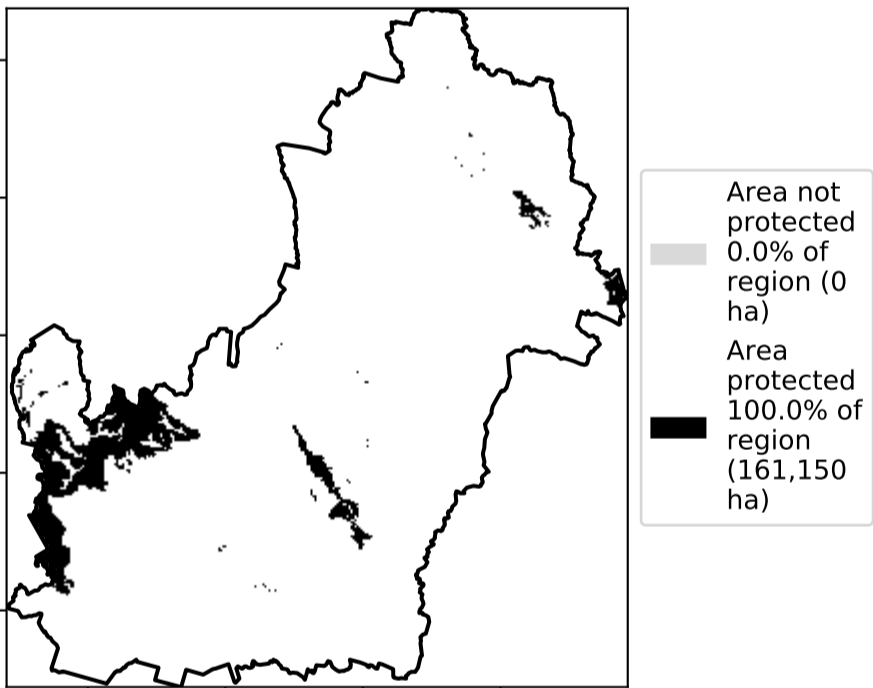 Area not
protected
0.0% of
region (0
ha)
Area
protected
100.0% of
region
(161,150
ha)